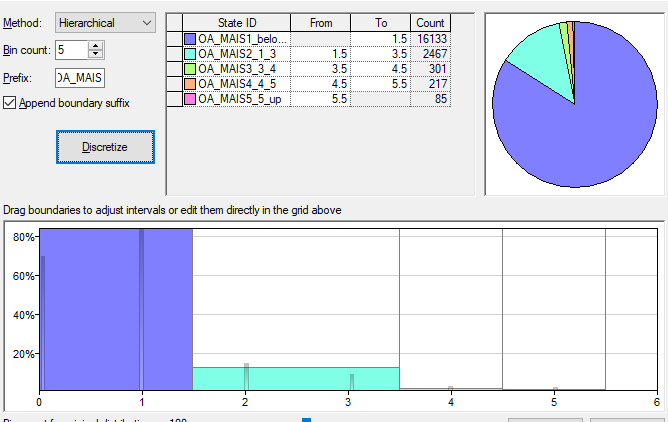 Method: Hierarchical
Bin count: 5
Prefix: OA_MAIS
Append boundary suffix
Discretize
State ID From To Count
OA_MAIS1_belo... 1.5 16133
OA_MAIS2_1_3 1.5 3.5 2467
OA_MAIS3_3_4 3.5 4.5 301
OA_MAIS4_4_5 4.5 5.5 217
OA_MAIS5_5_up 5.5 85
Drag boundaries to adjust intervals or edit them directly in the grid above
80%
60%
40%
20%
0 1 2 3 4 5 6